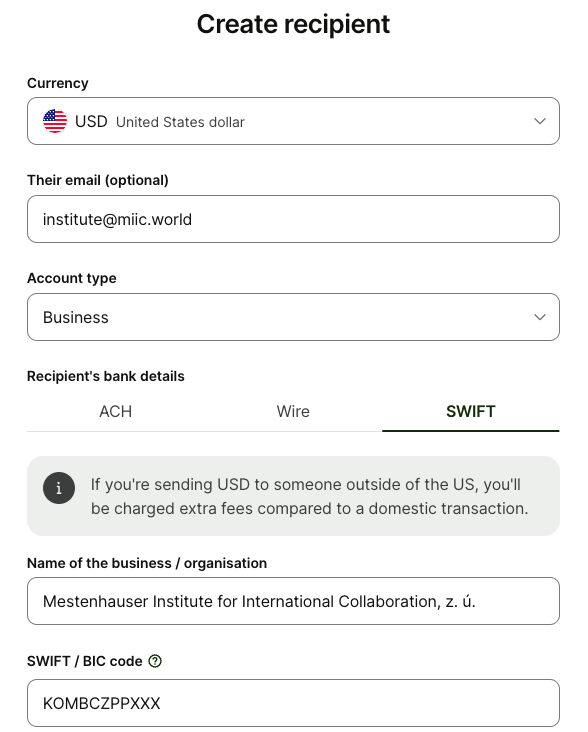 Create recipient
Currency
USD United States dollar
Their email (optional)
institute@miic.world
Account type
Business
Recipient's bank details
ACH Wire SWIFT
If you're sending USD to someone outside of the US, you'll
be charged extra fees compared to a domestic transaction.
Name of the business / organisation
Mestenhauser Institute for International Collaboration, z. ú.
SWIFT / BIC code
KOMBCZPPXXX